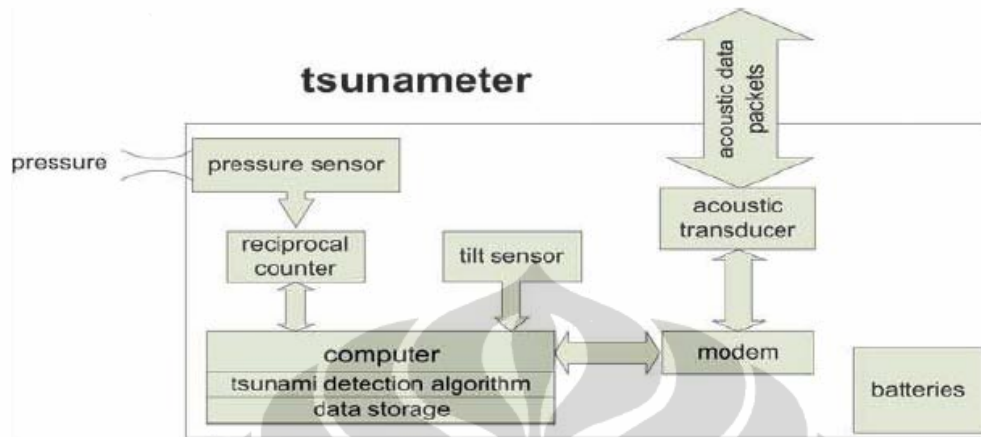 tsunameter
acoustic data
packets
pressure
pressure sensor
reciprocal
counter
tilt sensor
acoustic
transducer
computer
tsunami detection algorithm
data storage
modem
batteries